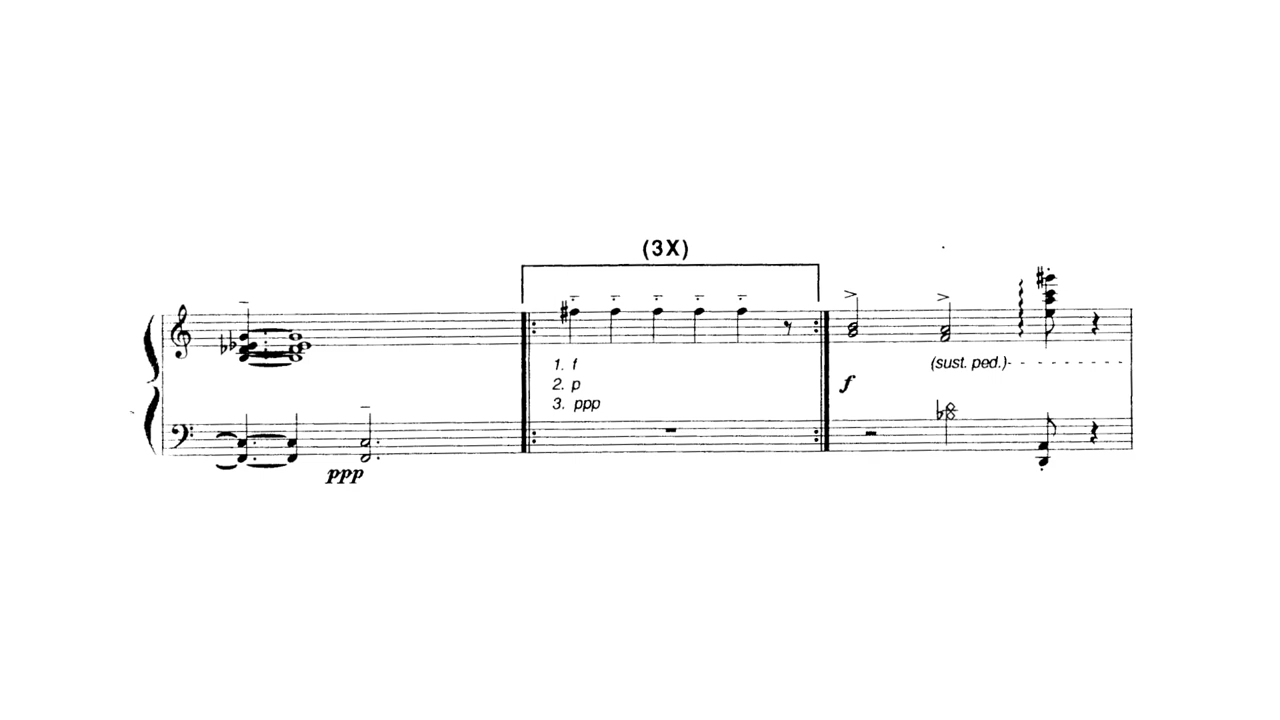 (3X)
1. f
2. p
3. ppp
(sust. ped.)
f
ppp